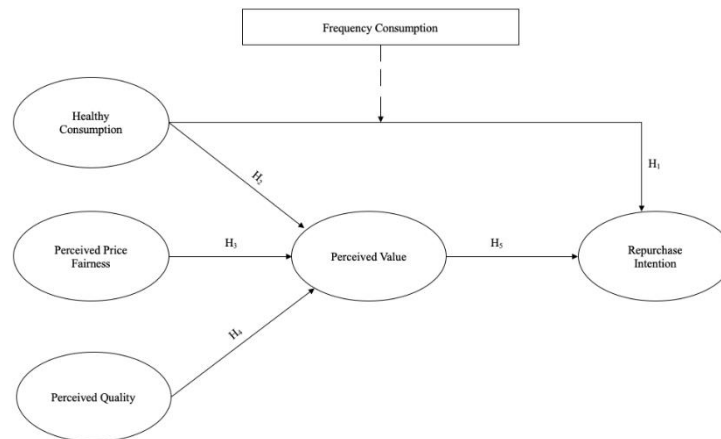 Frequency Consumption
Healthy
Consumption
H₁
H₂
Perceived Price
Fairness
H₃
Perceived Value
H₅
Repurchase
Intention
H₄
Perceived Quality